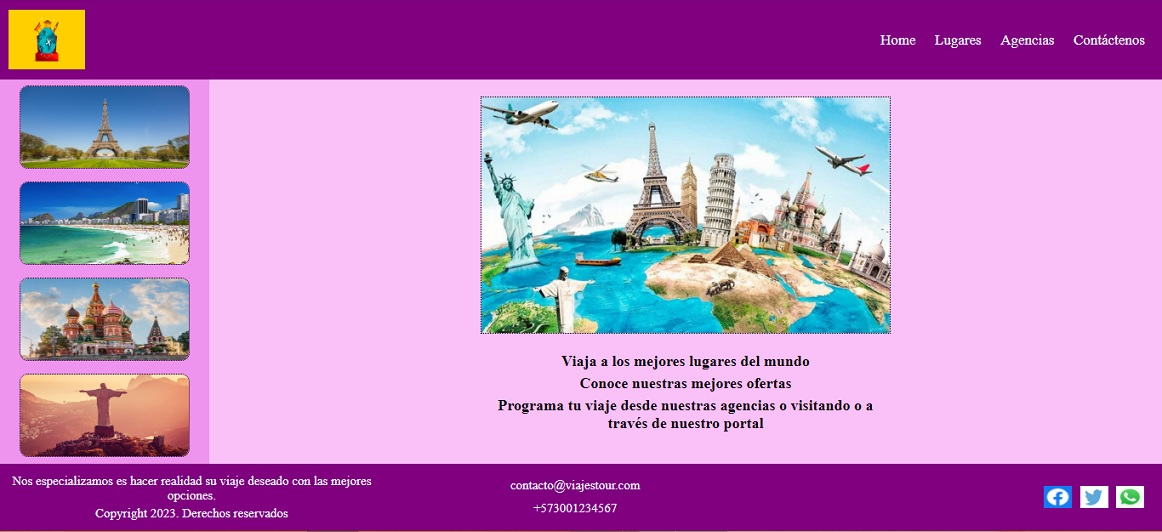 Home Lugares Agencias Contáctenos
Viaja a los mejores lugares del mundo
Conoce nuestras mejores ofertas
Programa tu viaje desde nuestras agencias o visitando o a
través de nuestro portal
Nos especializamos es hacer realidad su viaje deseado con las mejores
opciones.
Copyright 2023. Derechos reservados
contacto@viajestour.com
+573001234567